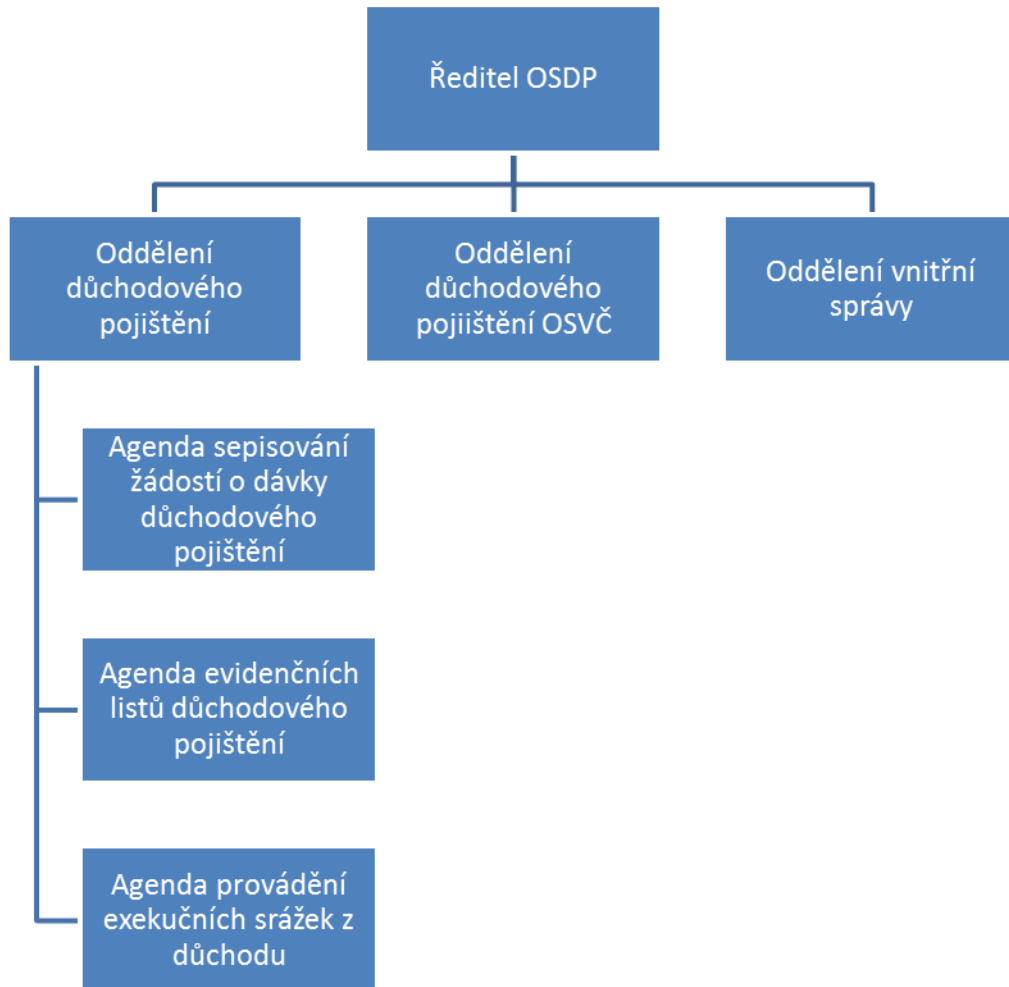 Ředitel OSDP
Oddělení
důchodového
pojištění
Oddělení
důchodového
pojiištění OSVČ
Oddělení vnitřní
správy
Agenda sepisování
žádostí o dávky
důchodového
pojištění
Agenda evidenčních
listů důchodového
pojištění
Agenda provádění
exekučních srážek z
důchodu